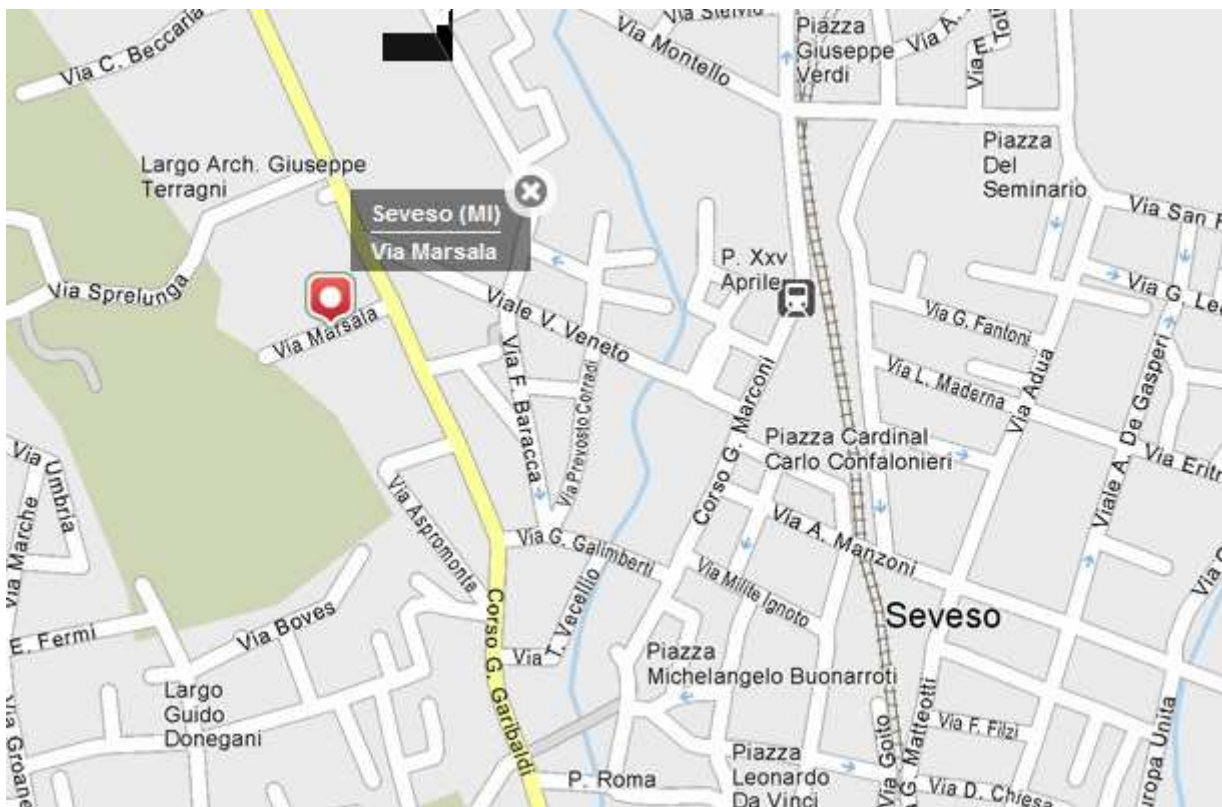 Via Stelvio
Piazza
Giuseppe
Verdi
Via A.
Via E. Tol
Via C. Beccaria
Via Montello
Largo Arch. Giuseppe
Terragni
Piazza
Del
Seminario
Seveso (MI)
Via Marsala
Via San
P. Xxv
Aprile
Via Sprelunga
Viale V. Veneto
Via G. Fantoni
Via G. Le
Via Marsala
Via F. Baracca
Via Prevosto Corradi
Corso G. Marconi
Via L. Maderna
Via Adua
Viale A. De Gasperi
Piazza Cardinal
Carlo Confalonieri
Via Eritr
Via Umbria
Via Marche
Via Aspromonte
Via G. Galimberti
Via A. Manzoni
Via Milite Ignoto
Seveso
E. Fermi
Via Boves
Via T. Vecellio
Corso G. Garibaldi
Piazza
Michelangelo Buonarroti
Largo
Guido
Donegani
Via Groane
P. Roma
Piazza
Leonardo
Da Vinci
Via Goito
G. Matteotti
Via F. Filzi
Via D. Chiesa
ropa Unita